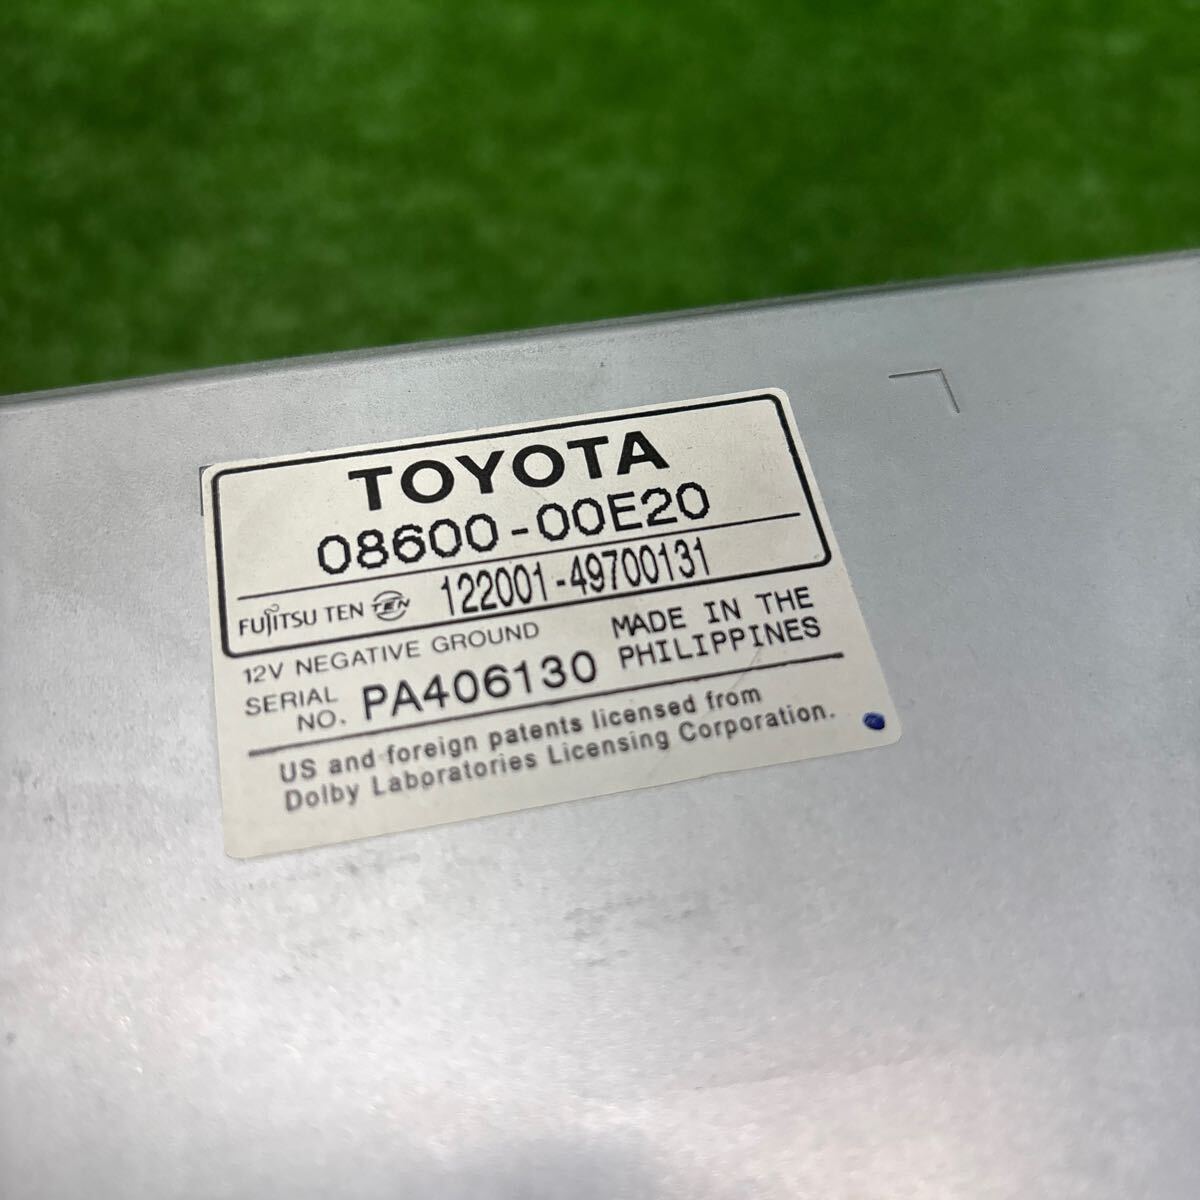 TOYOTA
08600-00E20
FUJITSU TEN TEN 122001-49700131
12V NEGATIVE GROUND MADE IN THE
SERIAL NO. PA406130 PHILIPPINES
US and foreign patents licensed from
Dolby Laboratories Licensing Corporation.